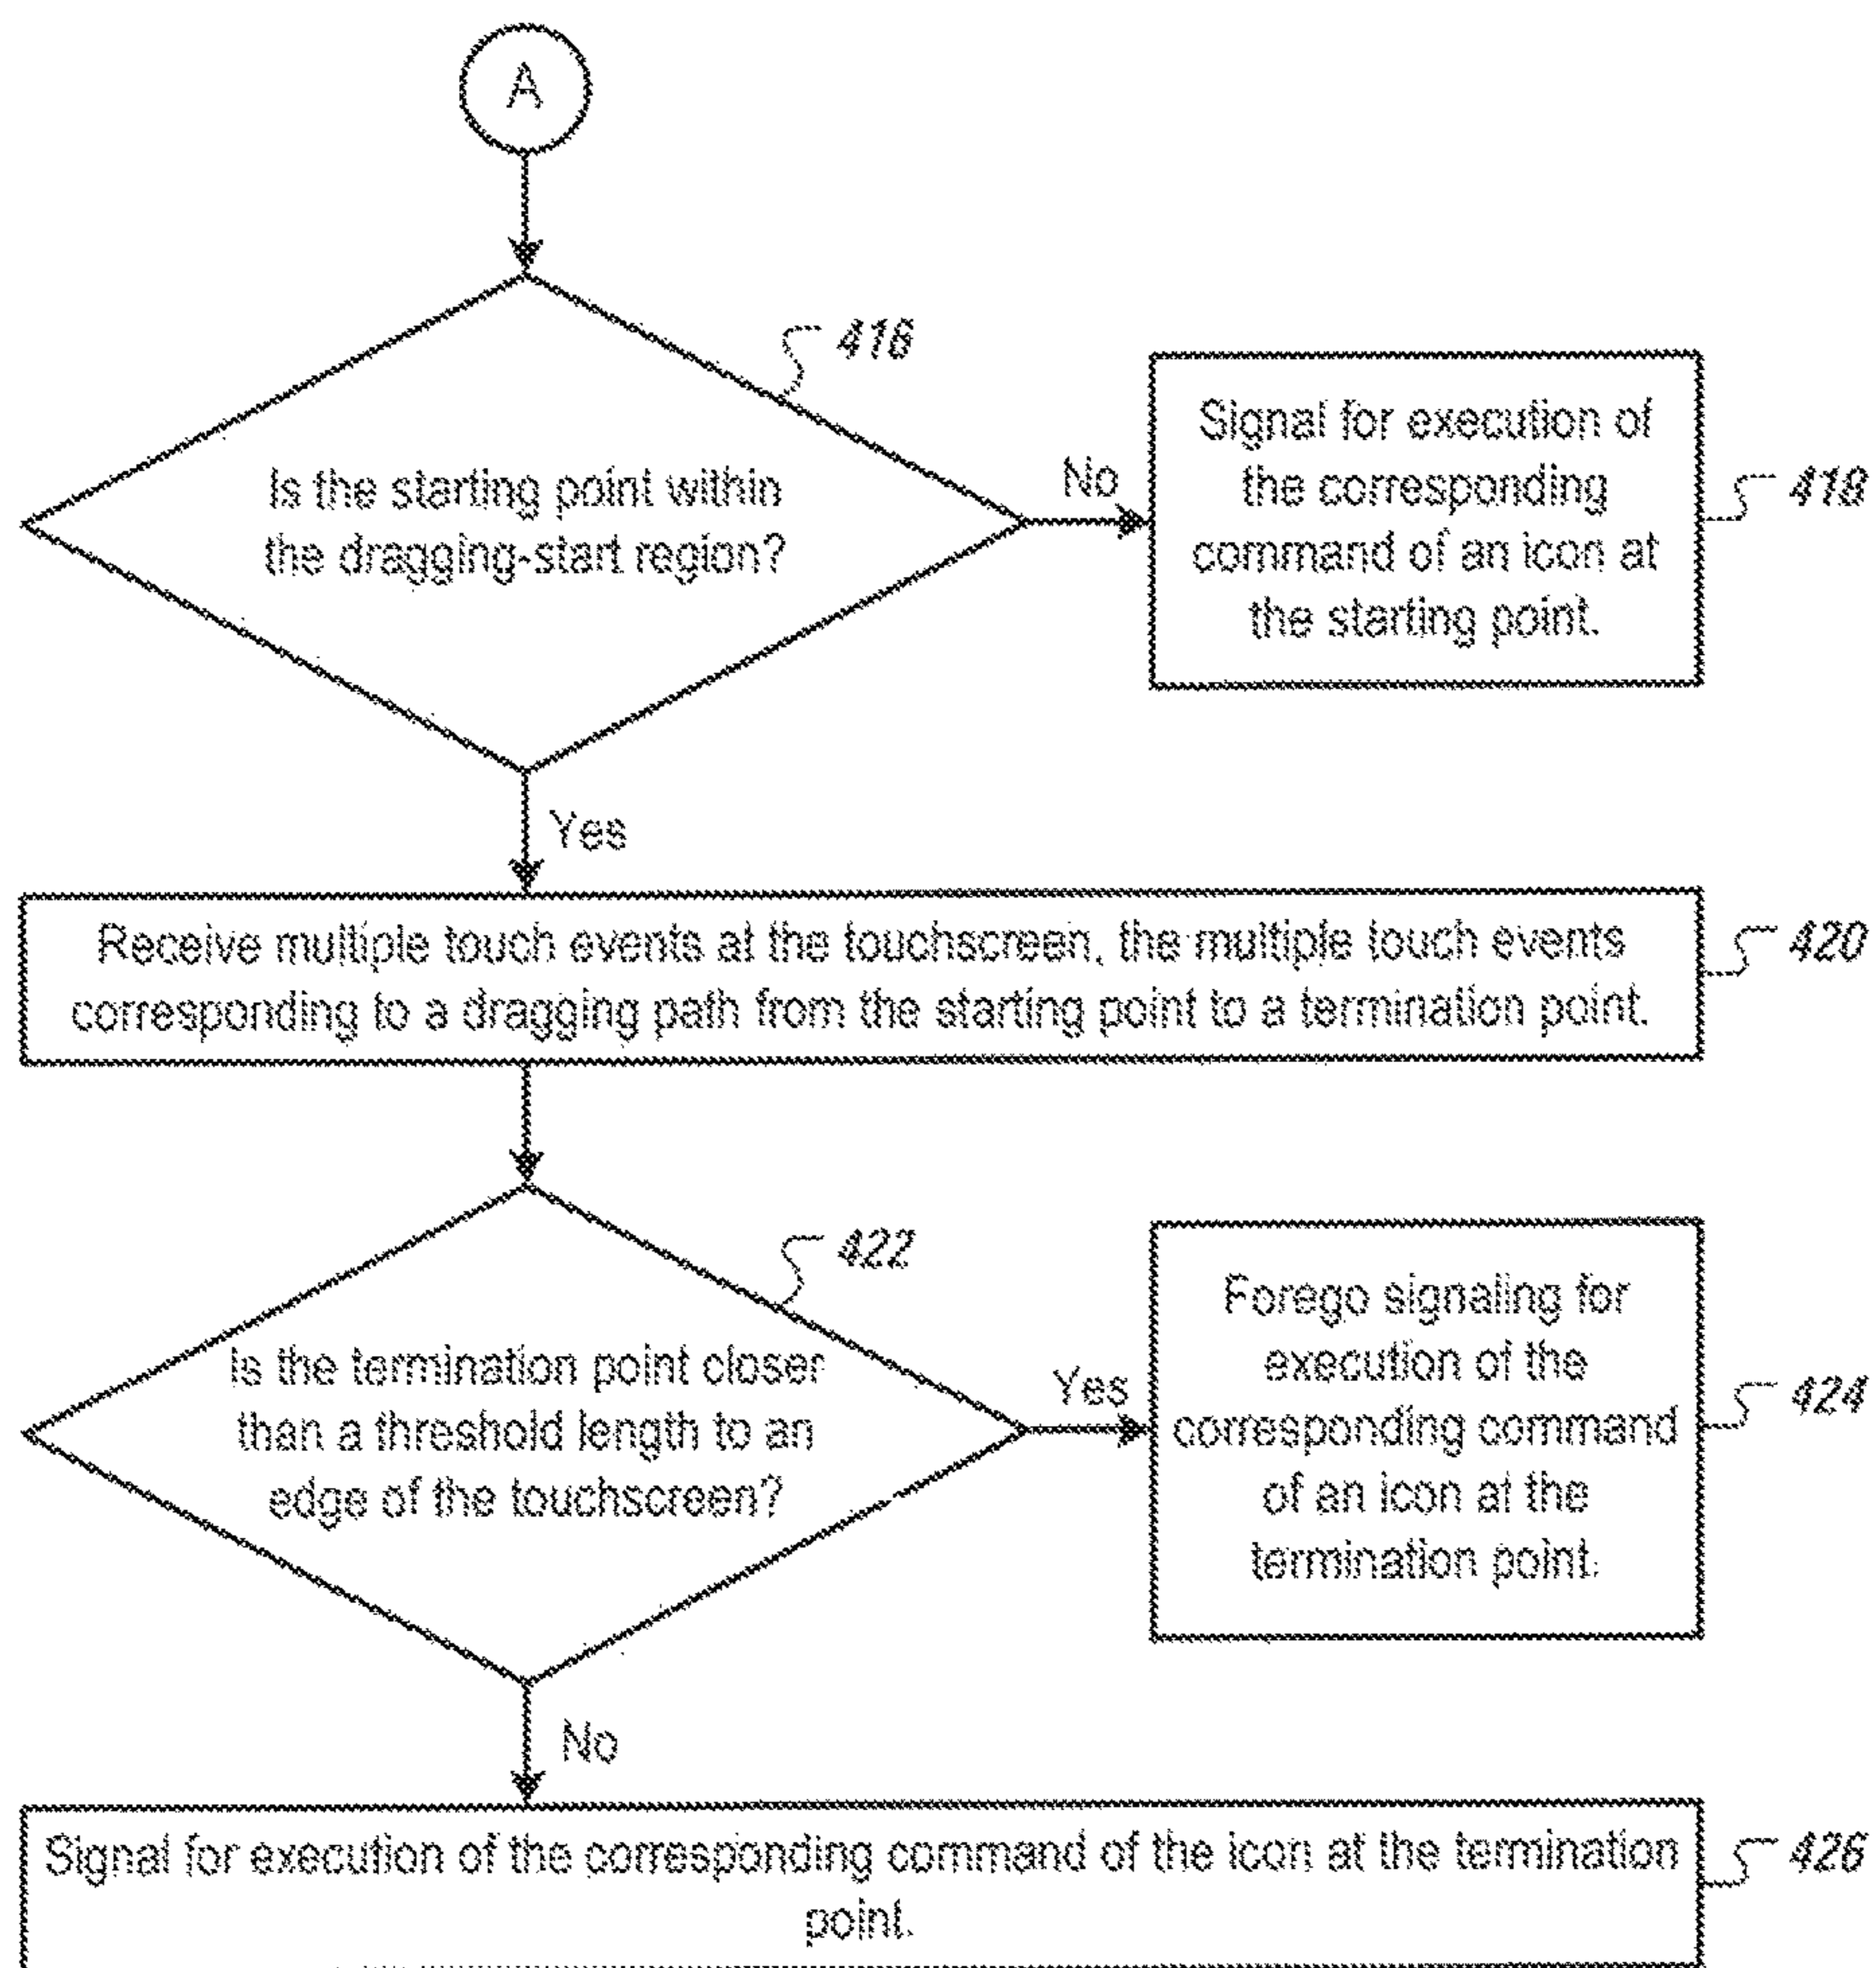 A
416
Is the starting point within
the dragging-start region?
No
Signal for execution of
the corresponding
command of an icon at
the starting point.
418
Yes
Receive multiple touch events at the touchscreen, the multiple touch events
corresponding to a dragging path from the starting point to a termination point.
420
422
Is the termination point closer
than a threshold length to an
edge of the touchscreen?
Yes
Forego signaling for
execution of the
corresponding command
of an icon at the
termination point.
424
No
Signal for execution of the corresponding command of the icon at the termination
point.
426